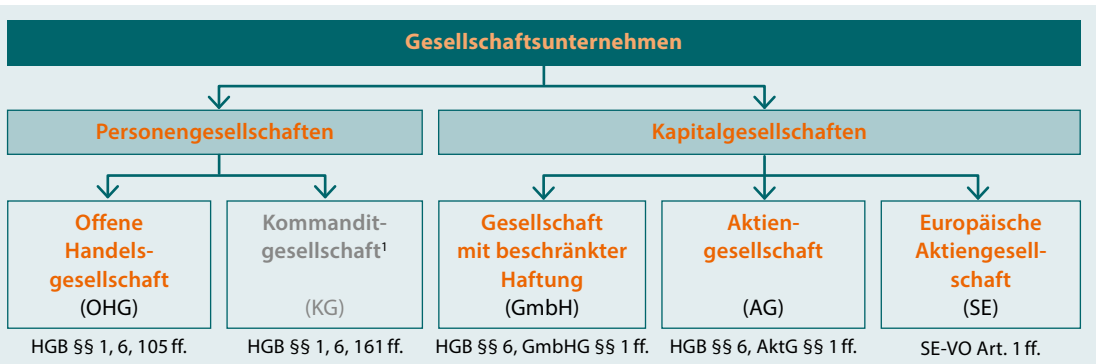 Gesellschaftsunternehmen
Personengesellschaften
Kapitalgesellschaften
Offene
Handels-
gesellschaft
(OHG)
Kommandit-
gesellschaft¹
(KG)
Gesellschaft
mit beschränkter
Haftung
(GmbH)
Aktien-
gesellschaft
(AG)
Europäische
Aktiengesell-
schaft
(SE)
HGB §§ 1, 6, 105 ff.
HGB §§ 1, 6, 161 ff.
HGB §§ 6, GmbHG §§ 1 ff.
HGB §§ 6, AktG §§ 1 ff.
SE-VO Art. 1 ff.